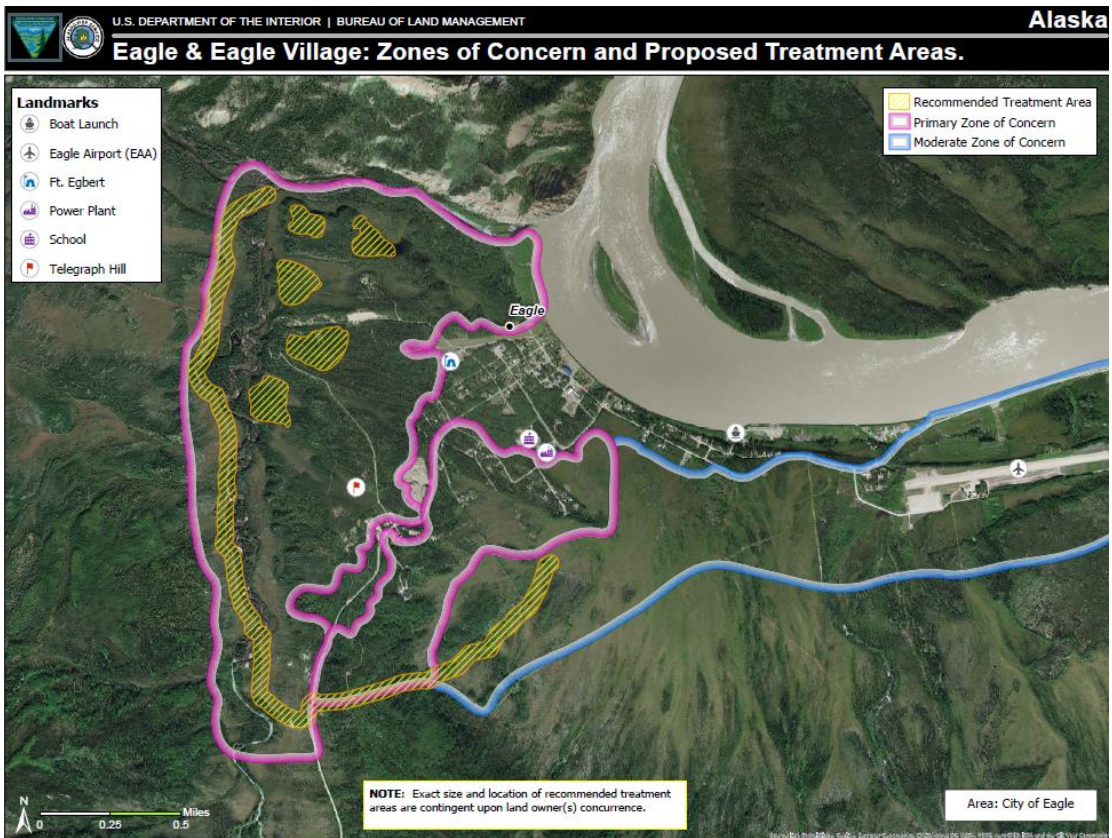 U.S. DEPARTMENT OF THE INTERIOR | BUREAU OF LAND MANAGEMENT
Alaska
Eagle & Eagle Village: Zones of Concern and Proposed Treatment Areas.
Landmarks
Boat Launch
Eagle Airport (EAA)
Ft. Egbert
Power Plant
School
Telegraph Hill
Recommended Treatment Area
Primary Zone of Concern
Moderate Zone of Concern
Eagle
NOTE: Exact size and location of recommended treatment
areas are contingent upon land owner(s) concurrence.
N
Miles
0 0.25 0.5
Area: City of Eagle